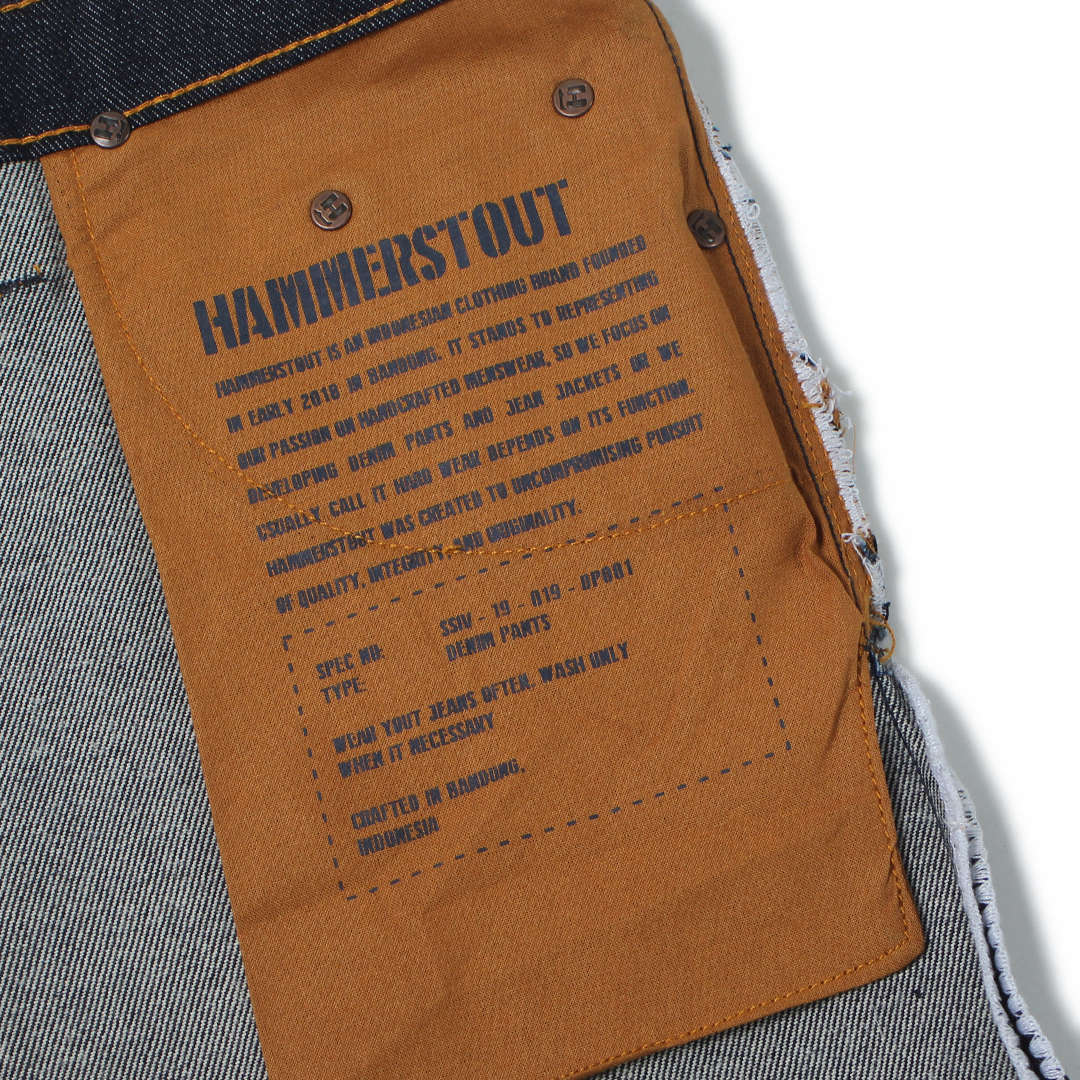 HAMMERSTOUT
HAMMERSTOUT IS AN INDONESIAN CLOTHING BRAND FOUNDED
IN EARLY 2010 IN BANDUNG. IT STANDS TO REPRESENTING
OUR PASSION ON HANDCRAFTED MENSWEAR, SO WE FOCUS ON
DEVELOPING DENIM PANTS AND JEAN JACKETS OR WE
USUALLY CALL IT HARD WEAR DEPENDS ON ITS FUNCTION.
HAMMERSTOUT WAS CREATED TO UNCOMPROMISING PURSUIT
OF QUALITY, INTEGRITY AND ORIGINALITY.
SPEC NO: SSIV - 19 - 019 - DP001
TYPE: DENIM PANTS
WEAR YOUT JEANS OFTEN, WASH ONLY
WHEN IT NECESSARY
CRAFTED IN BANDUNG,
INDONESIA